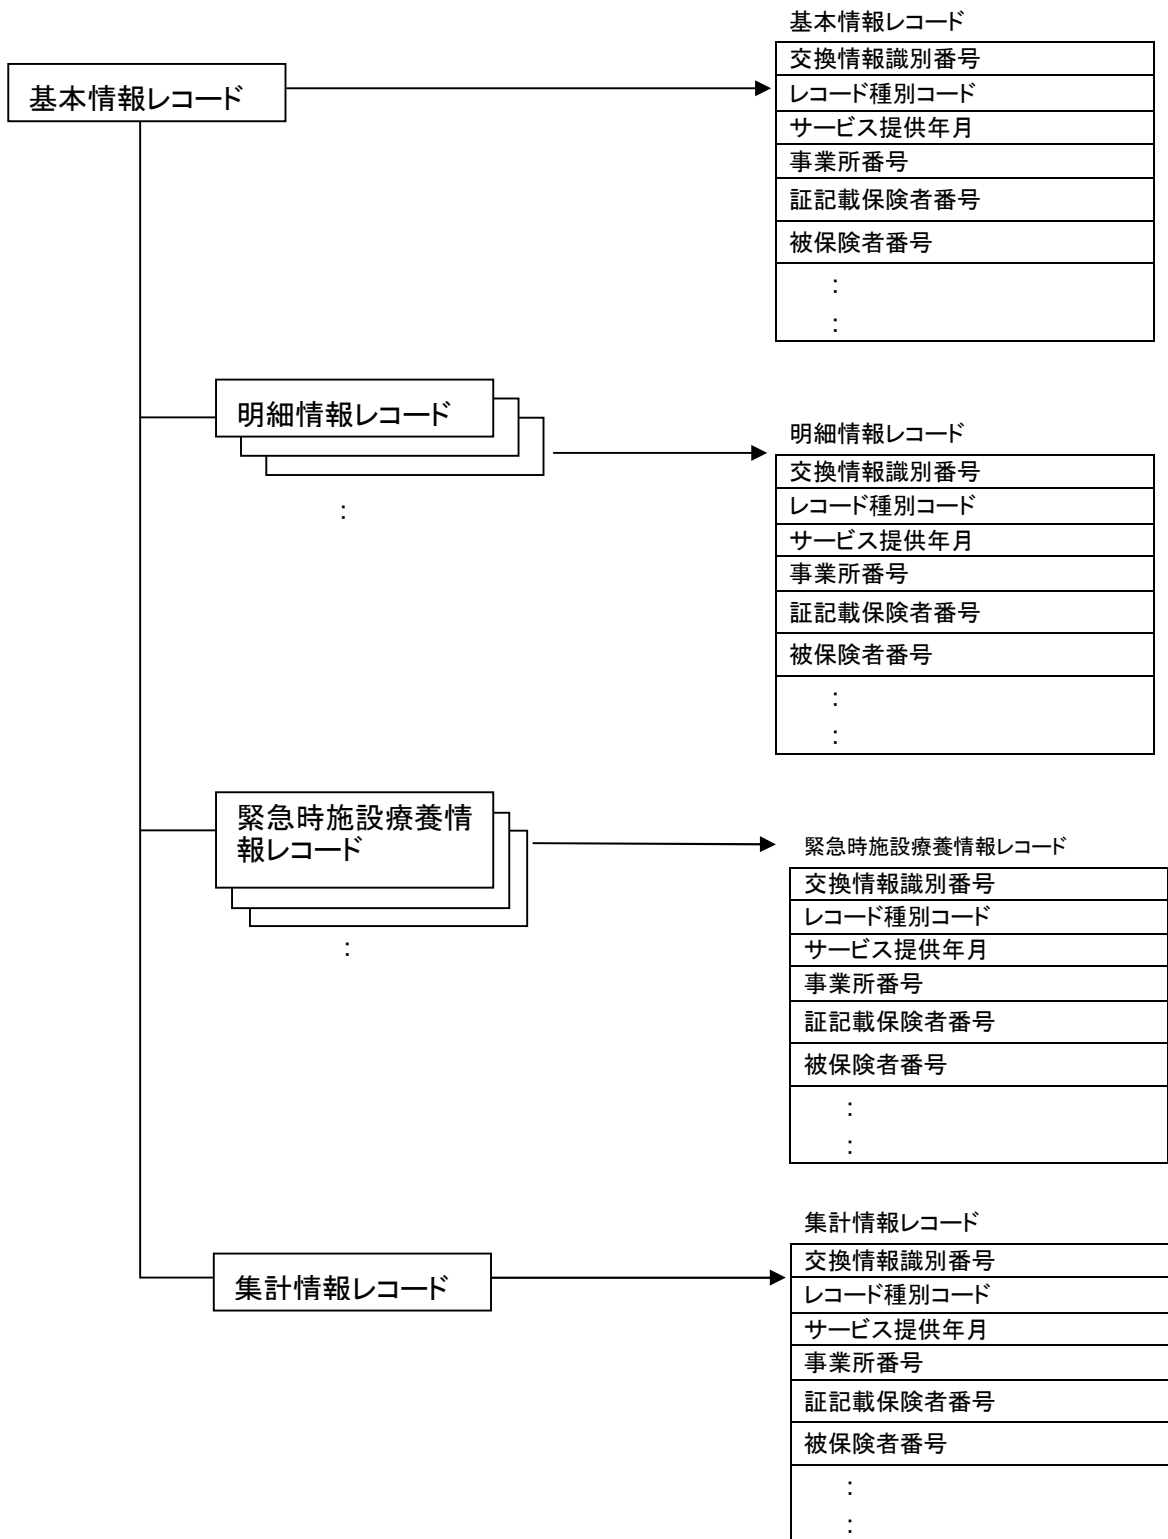 基本情報レコード
基本情報レコード
交換情報識別番号
レコード種別コード
サービス提供年月
事業所番号
証記載保険者番号
被保険者番号
:
:
明細情報レコード
:
明細情報レコード
交換情報識別番号
レコード種別コード
サービス提供年月
事業所番号
証記載保険者番号
被保険者番号
:
:
緊急時施設療養情
報レコード
:
緊急時施設療養情報レコード
交換情報識別番号
レコード種別コード
サービス提供年月
事業所番号
証記載保険者番号
被保険者番号
:
:
集計情報レコード
集計情報レコード
交換情報識別番号
レコード種別コード
サービス提供年月
事業所番号
証記載保険者番号
被保険者番号
:
: